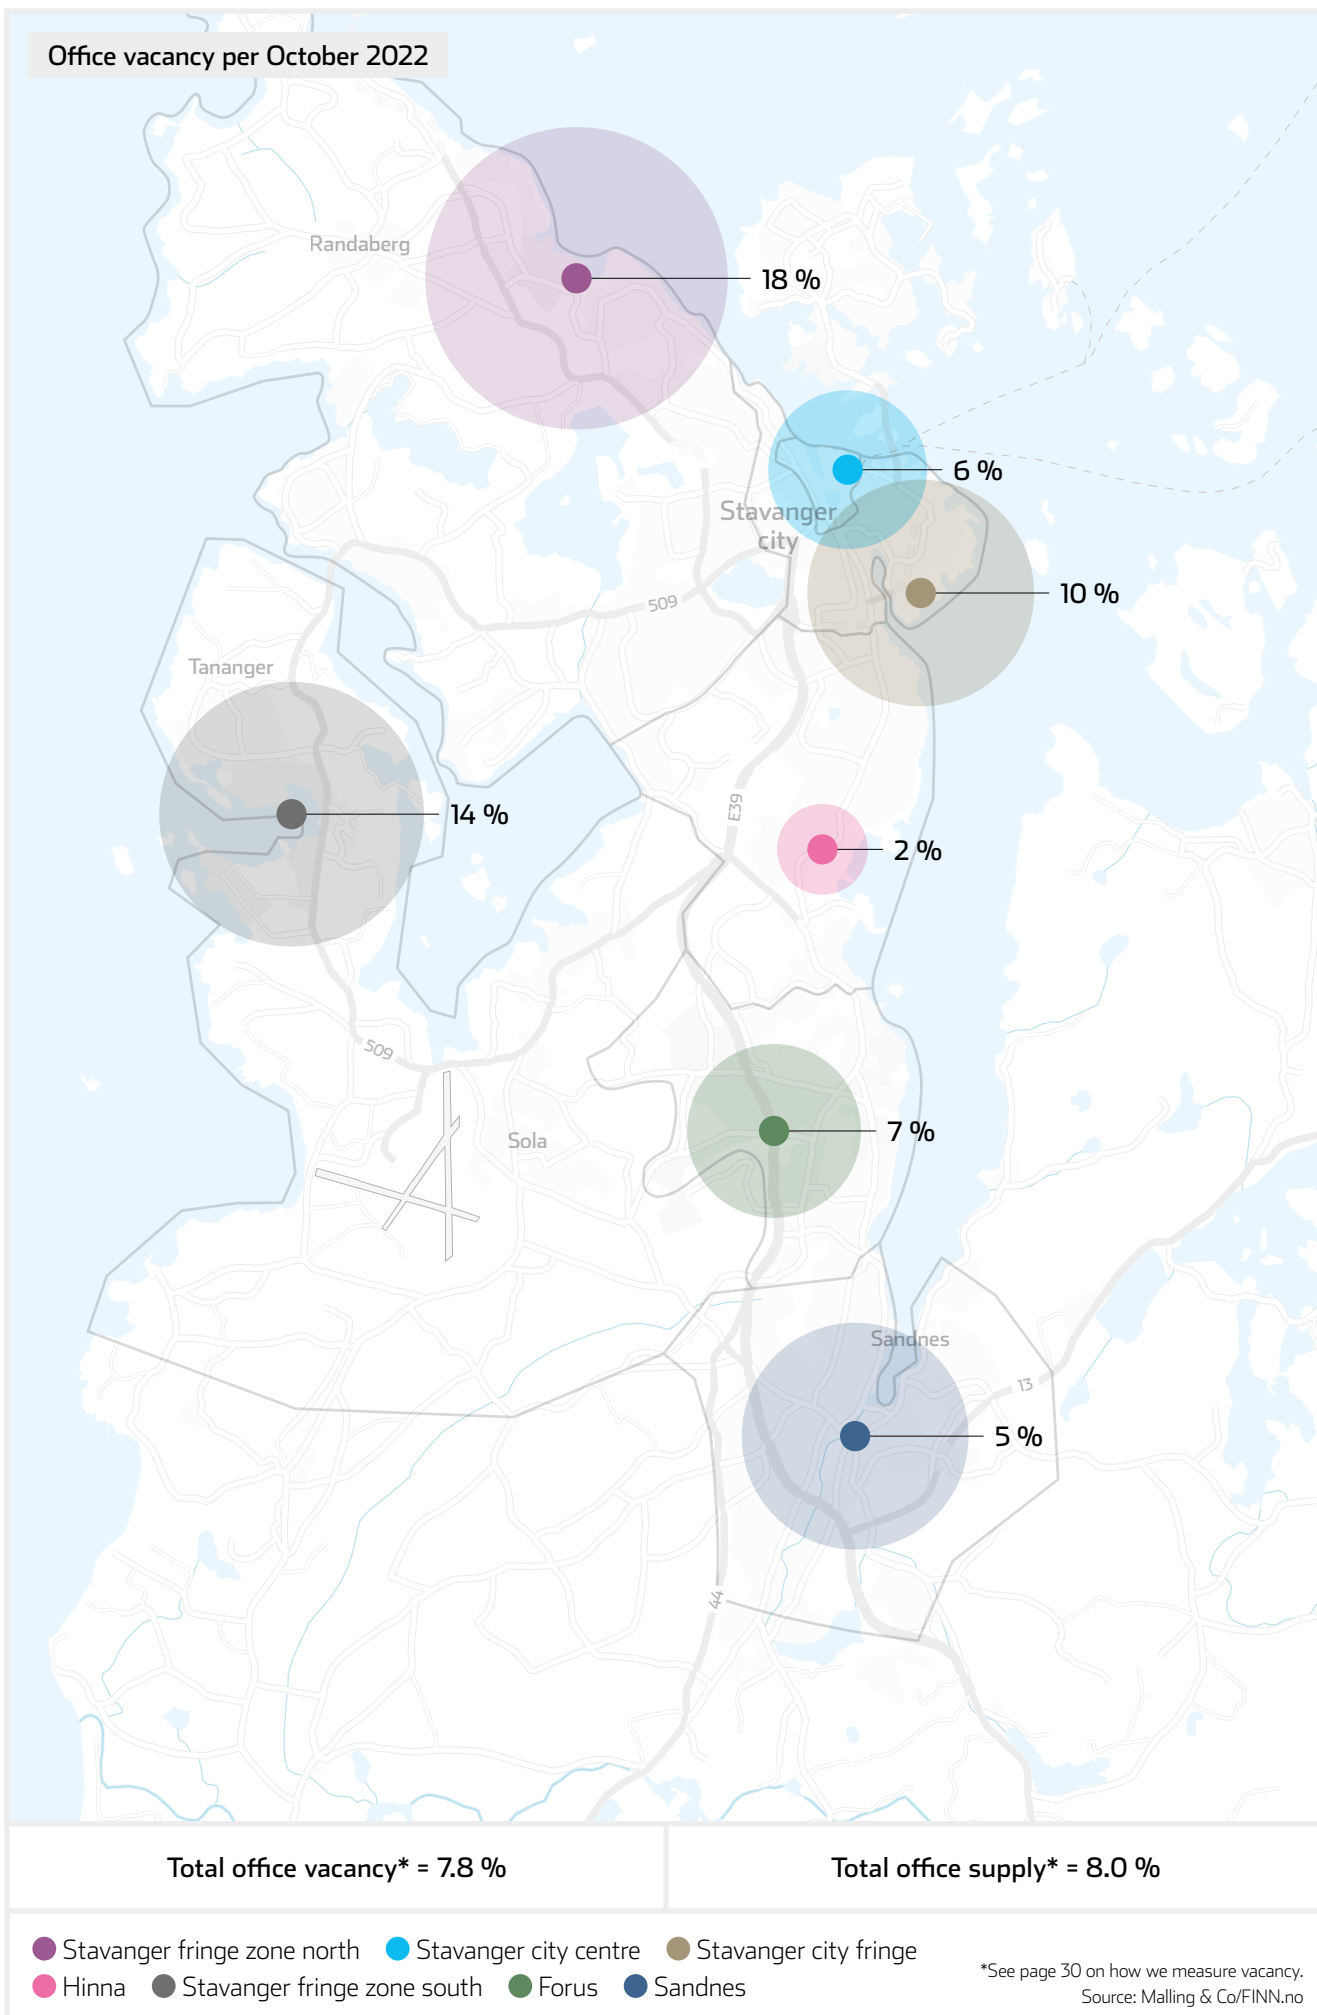 Office vacancy per October 2022
Randaberg
18 %
6 %
Stavanger
city
10 %
509
Tananger
E39
14 %
2 %
509
7 %
Sola
Sandnes
13
5 %
44
Total office vacancy* = 7.8 %
Total office supply* = 8.0 %
Stavanger fringe zone north
Stavanger city centre
Stavanger city fringe
Hinna
Stavanger fringe zone south
Forus
Sandnes
*See page 30 on how we measure vacancy.
Source: Malling & Co/FINN.no